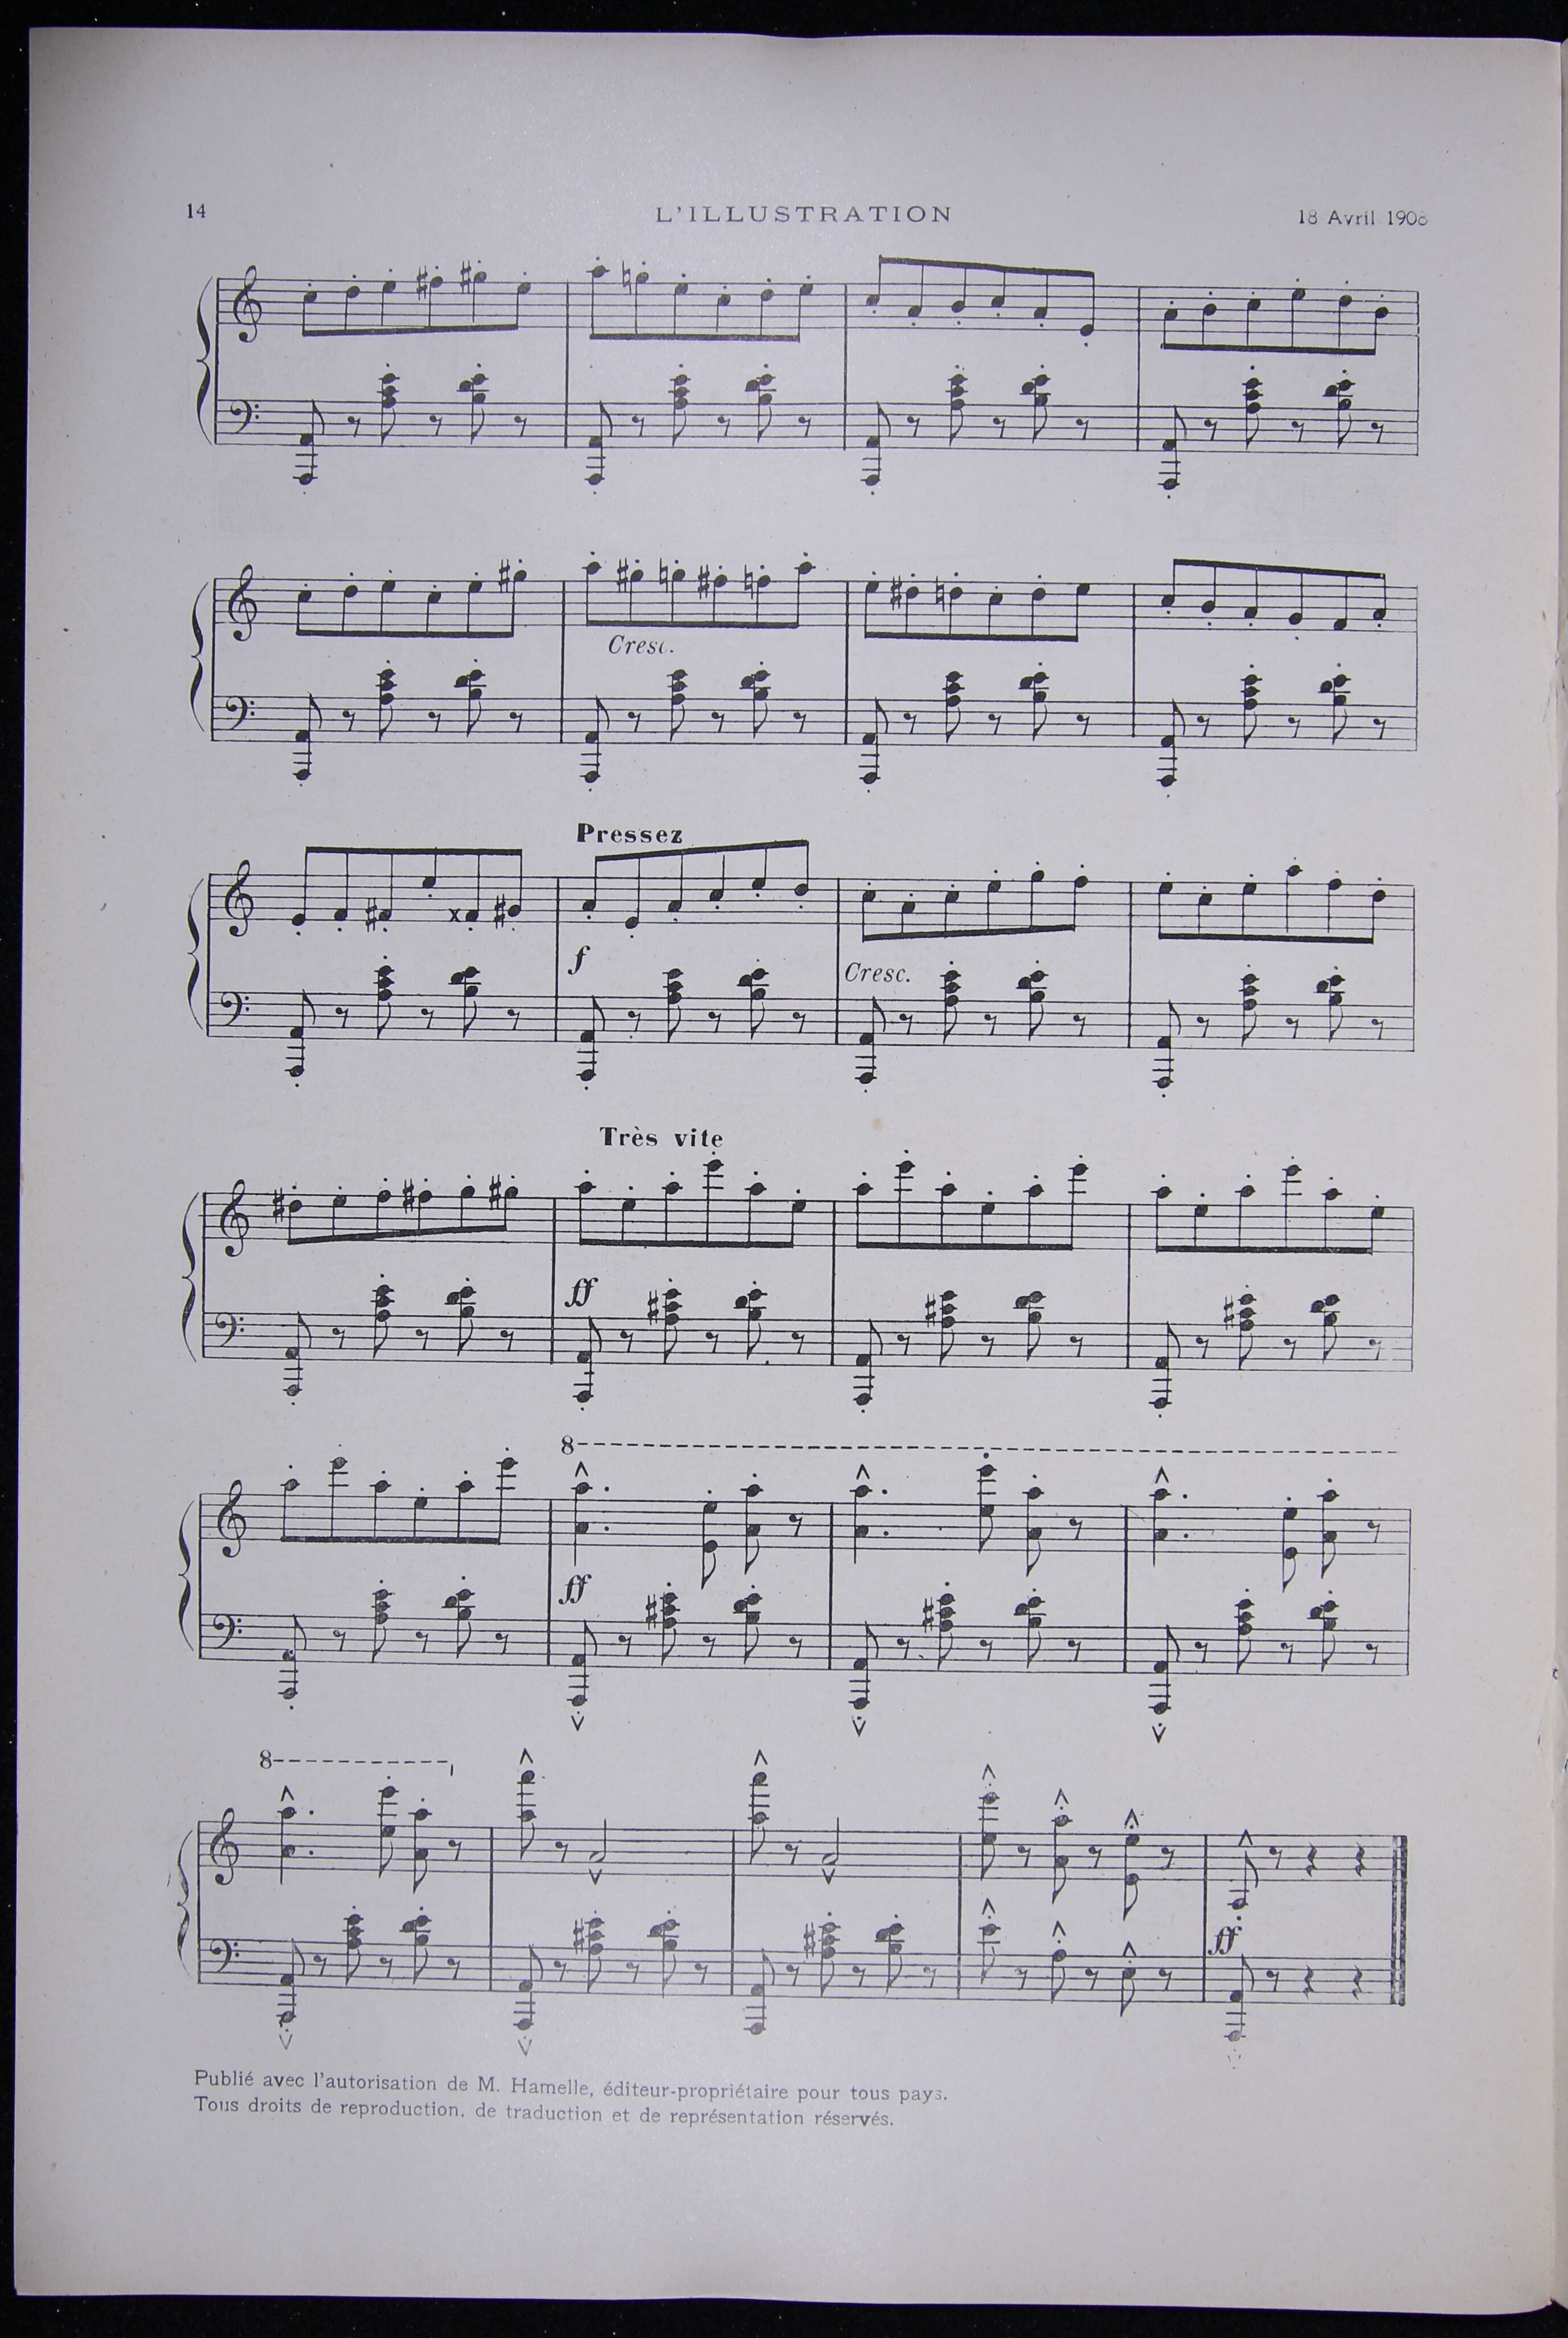 14
L'ILLUSTRATION
18 Avril 1908
Cresc.
Pressez
f
Cresc.
Très vite
ff
8
ff
8
ff
Publié avec l'autorisation de M. Hamelle, éditeur-propriétaire pour tous pays.
Tous droits de reproduction, de traduction et de représentation réservés.